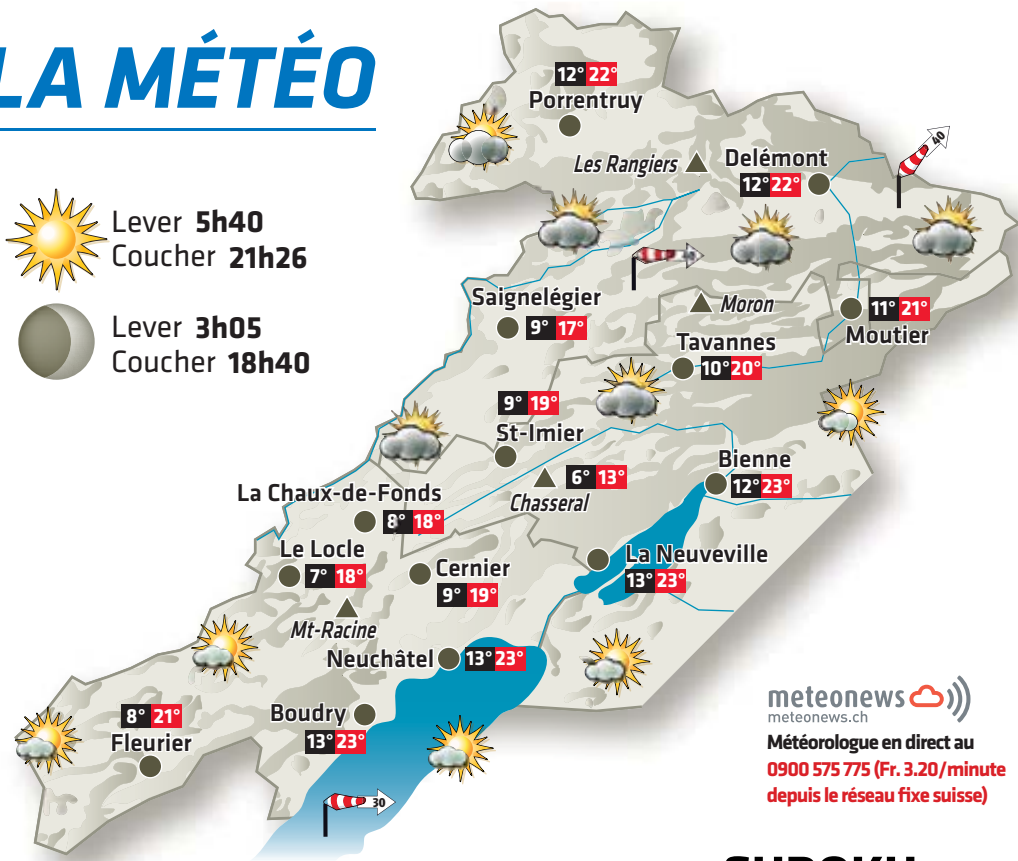 LA MÉTÉO
Lever 5h40
Coucher 21h26
Lever 3h05
Coucher 18h40
12° 22°
Porrentruy
Les Rangiers
Delémont
12° 22°
40
Saignelégier
9° 17°
Moron
11° 21°
Moutier
Tavannes
10° 20°
9° 19°
St-Imier
6° 13°
Chasseral
Bienne
12° 23°
La Chaux-de-Fonds
8° 18°
Le Locle
7° 18°
Cernier
9° 19°
La Neuveville
13° 23°
Mt-Racine
Neuchâtel
13° 23°
8° 21°
Fleurier
Boudry
13° 23°
30
meteonews
meteonews.ch
Météorologue en direct au
0900 575 775 (Fr. 3.20/minute
depuis le réseau fixe suisse)